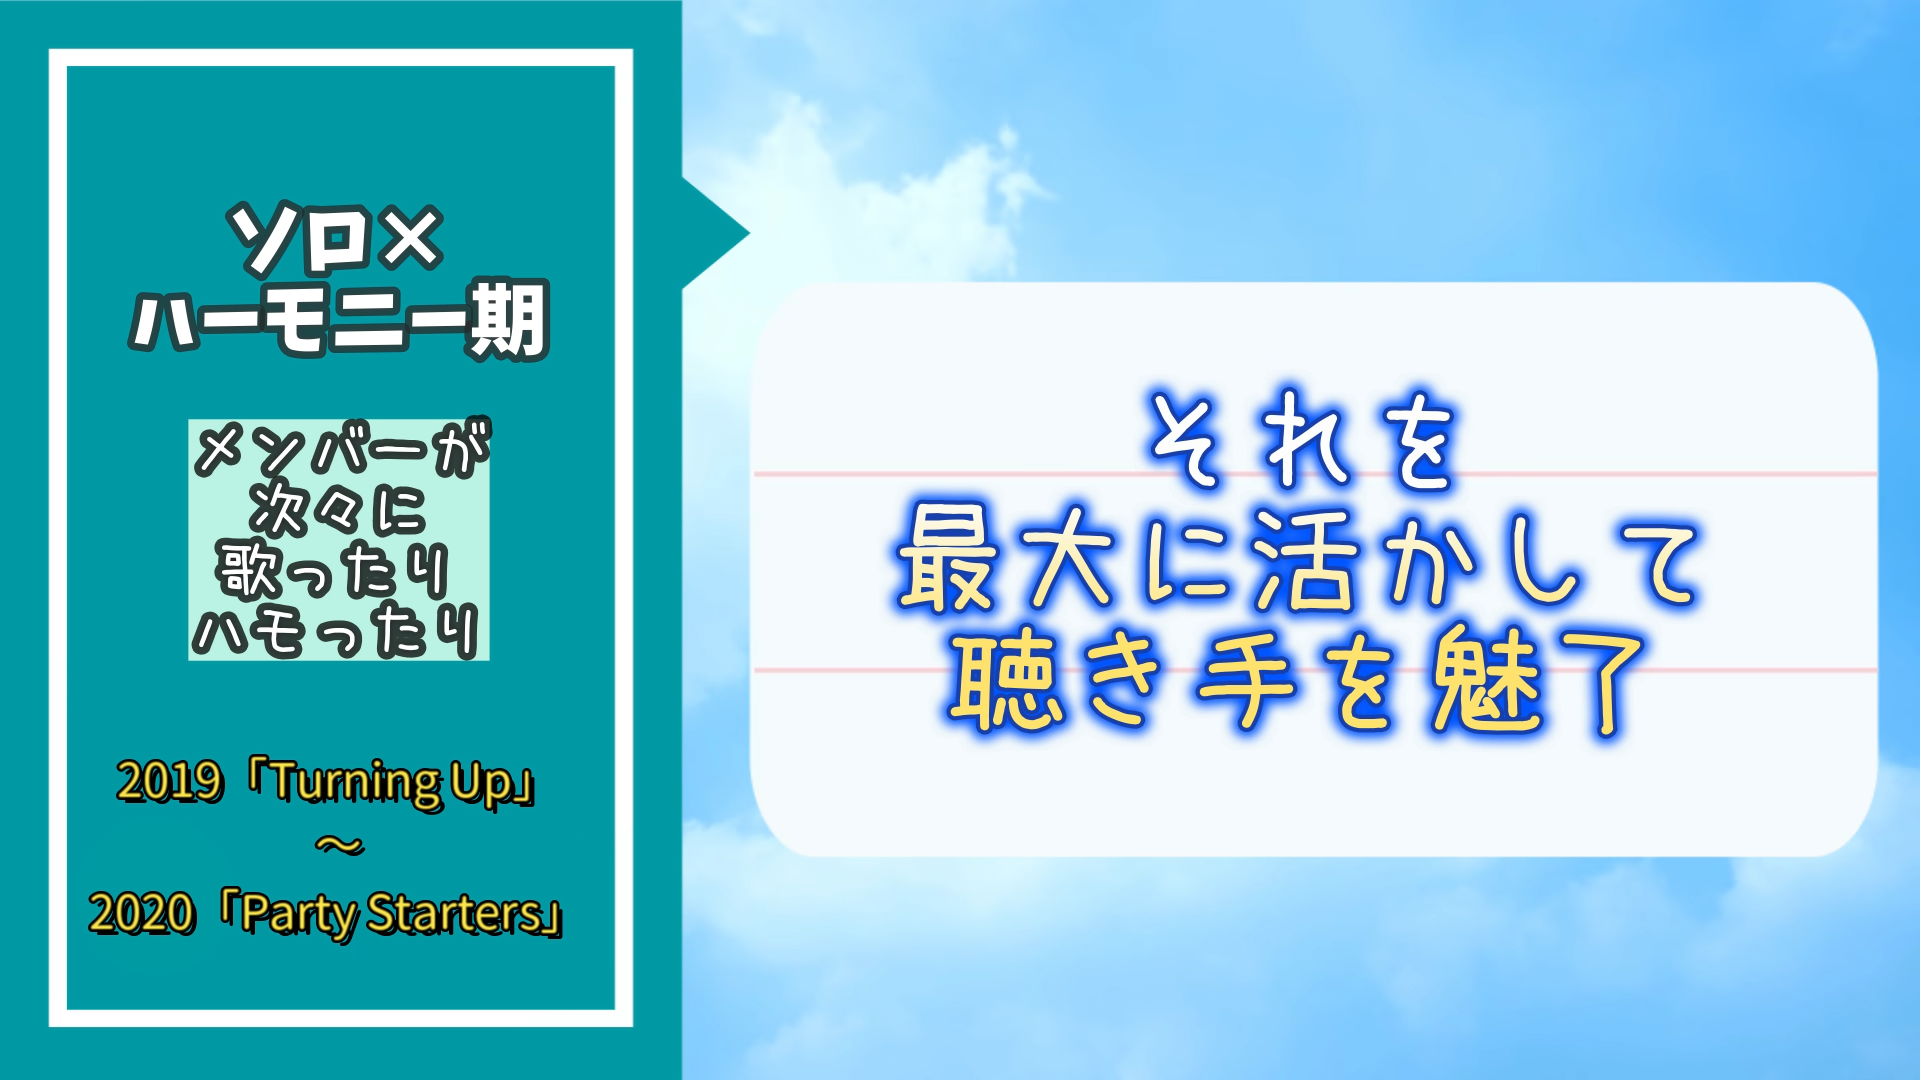 ソロ×
ハーモニー期
メンバーが
次々に
歌ったり
ハモったり
2019「Turning Up」
～
2020「Party Starters」
それを
最大に活かして
聴き手を魅了